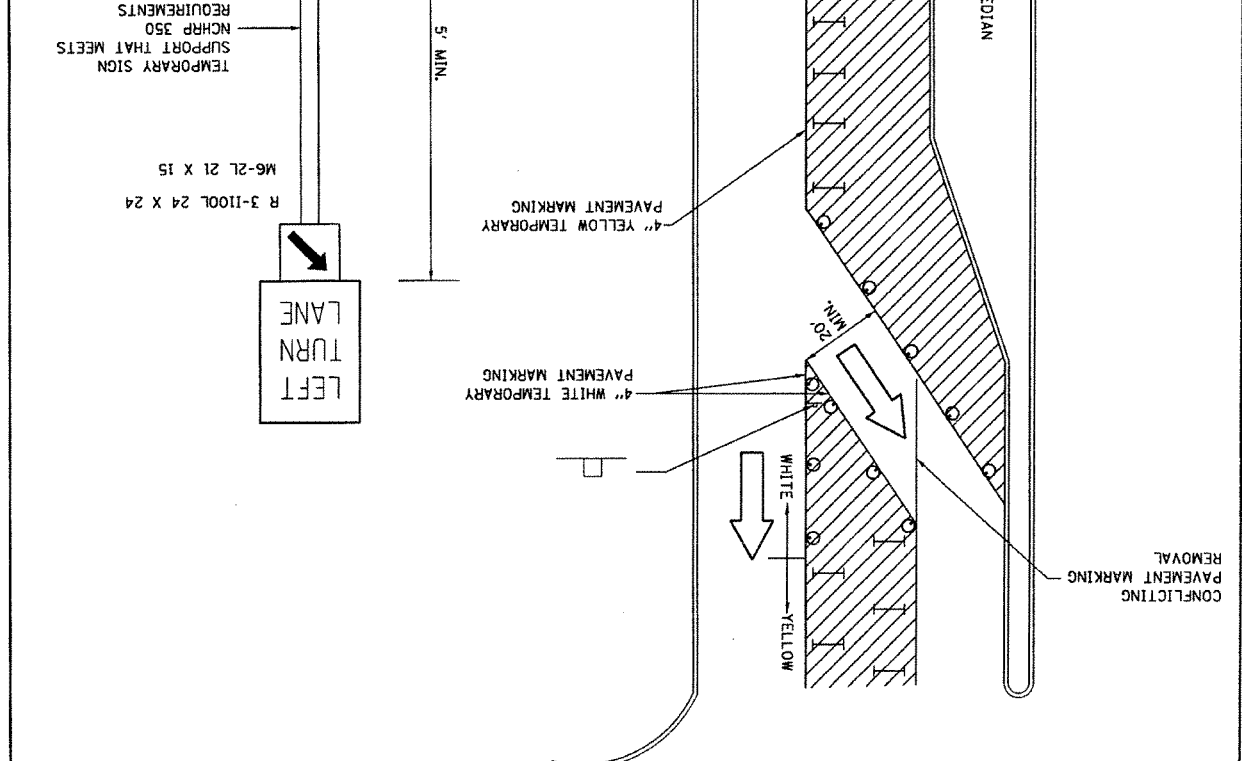 CONFLICTING
PAVEMENT MARKING
REMOVAL
YELLOW
WHITE
4" WHITE TEMPORARY
PAVEMENT MARKING
20'
MIN.
LEFT
TURN
LANE
4" YELLOW TEMPORARY
PAVEMENT MARKING
R 3-I100L 24 X 24
M6-2L 21 X 15
EDIAN
5' MIN.
TEMPORARY SIGN
SUPPORT THAT MEETS
NCHRP 350
REQUIREMENTS